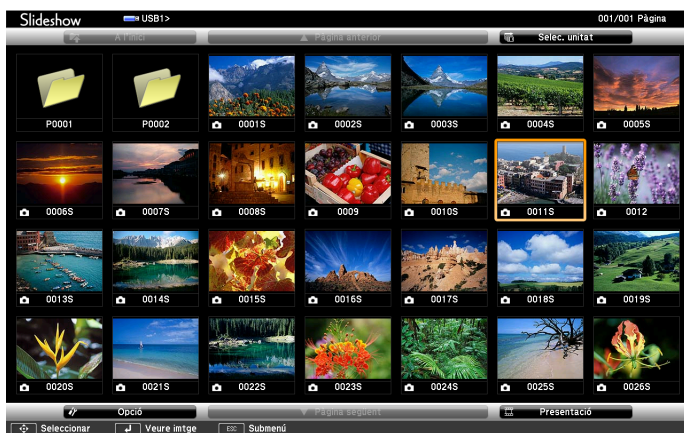 Slideshow USB1> 001/001 Pàgina
A l'inici Pàgina anterior Selec. unitat
P0001 P0002 0001S 0002S 0003S 0004S 0005S
0006S 0007S 0008S 0009 0010S 0011S 0012
0013S 0014S 0015S 0016S 0017S 0018S 0019S
0020S 0021S 0022S 0023S 0024S 0025S 0026S
Opció Pàgina següent Presentació
Seleccionar Veure imtge ESC Submenú